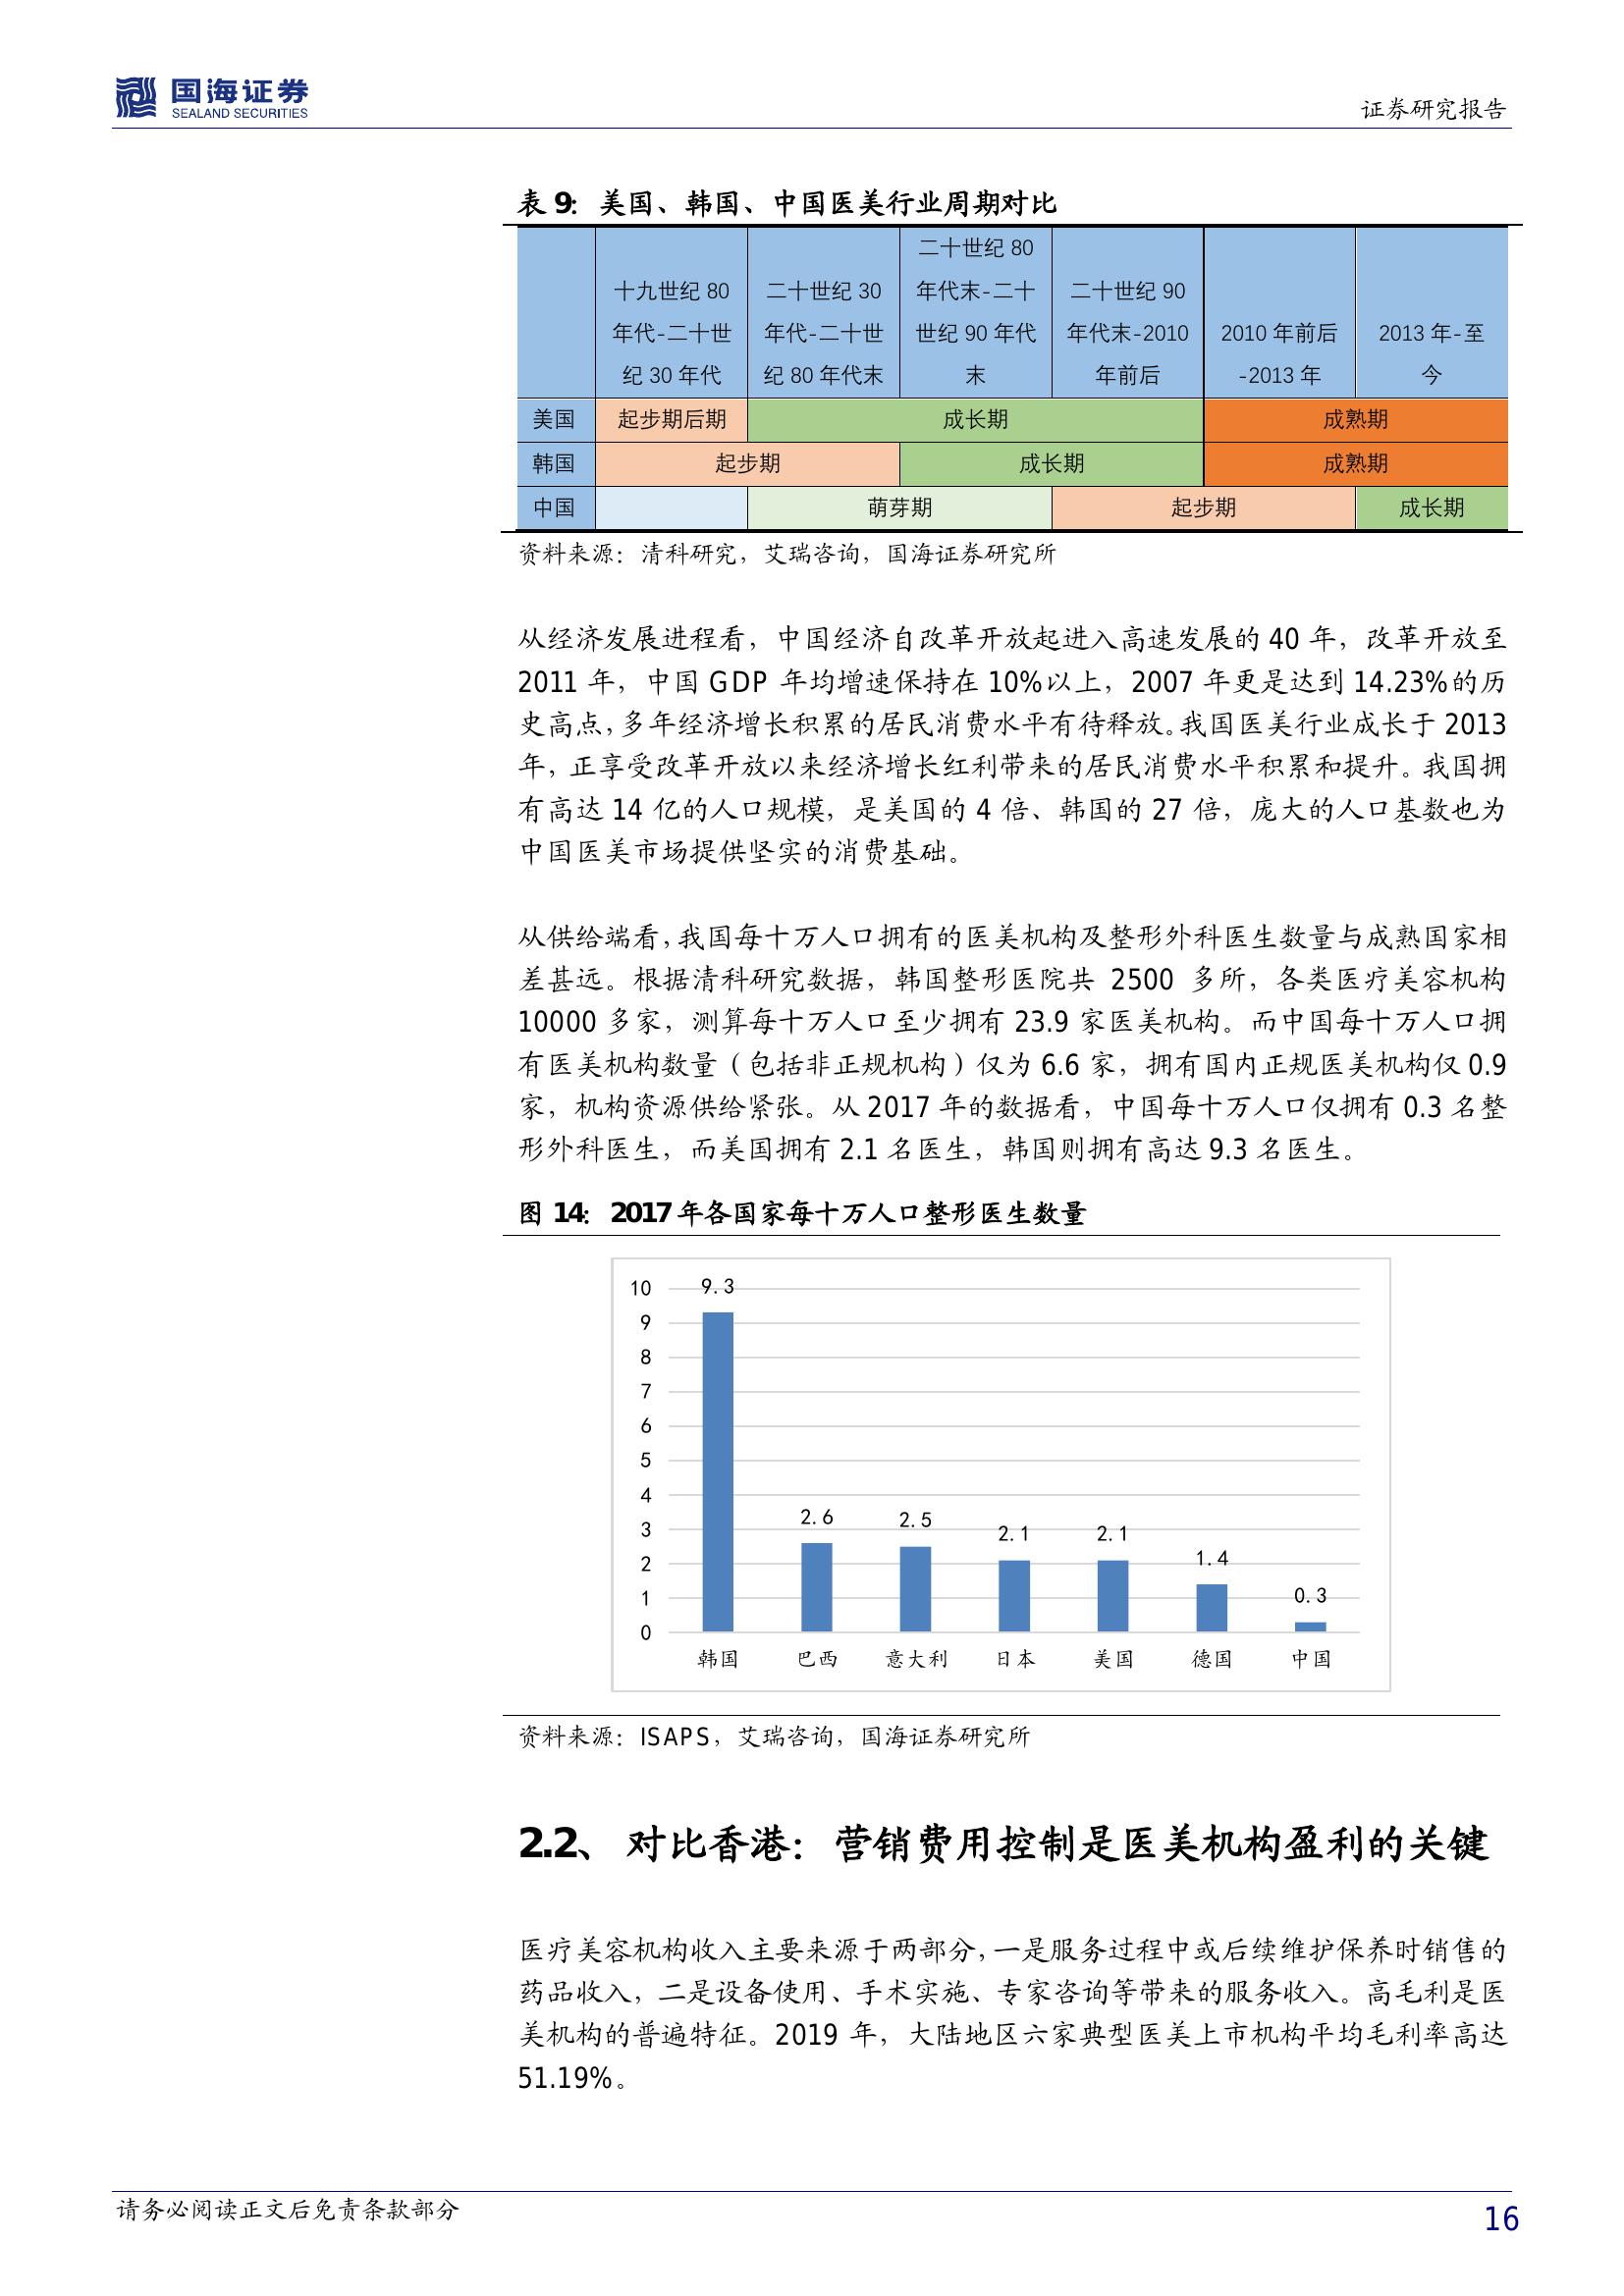 国海证券
SEALAND SECURITIES
证券研究报告
表 9：美国、韩国、中国医美行业周期对比
十九世纪 80
年代-二十世
纪 30 年代
二十世纪 30
年代-二十世
纪 80 年代末
二十世纪 80
年代末-二十
世纪 90 年代
末
二十世纪 90
年代末-2010
年前后
2010 年前后
-2013 年
2013 年-至
今
美国 起步期后期 成长期 成熟期
韩国 起步期 成长期 成熟期
中国 萌芽期 起步期 成长期
资料来源：清科研究，艾瑞咨询，国海证券研究所
从经济发展进程看，中国经济自改革开放起进入高速发展的 40 年，改革开放至
2011 年，中国 GDP 年均增速保持在 10%以上，2007 年更是达到 14.23%的历
史高点，多年经济增长积累的居民消费水平有待释放。我国医美行业成长于 2013
年，正享受改革开放以来经济增长红利带来的居民消费水平积累和提升。我国拥
有高达 14 亿的人口规模，是美国的 4 倍、韩国的 27 倍，庞大的人口基数也为
中国医美市场提供坚实的消费基础。
从供给端看，我国每十万人口拥有的医美机构及整形外科医生数量与成熟国家相
差甚远。根据清科研究数据，韩国整形医院共 2500 多所，各类医疗美容机构
10000 多家，测算每十万人口至少拥有 23.9 家医美机构。而中国每十万人口拥
有医美机构数量（包括非正规机构）仅为 6.6 家，拥有国内正规医美机构仅 0.9
家，机构资源供给紧张。从 2017 年的数据看，中国每十万人口仅拥有 0.3 名整
形外科医生，而美国拥有 2.1 名医生，韩国则拥有高达 9.3 名医生。
图 14：2017 年各国家每十万人口整形医生数量
10
9
8
7
6
5
4
3
2
1
0
9.3
2.6
2.5
2.1
2.1
1.4
0.3
韩国 巴西 意大利 日本 美国 德国 中国
资料来源：ISAPS，艾瑞咨询，国海证券研究所
2.2、 对比香港：营销费用控制是医美机构盈利的关键
医疗美容机构收入主要来源于两部分，一是服务过程中或后续维护保养时销售的
药品收入，二是设备使用、手术实施、专家咨询等带来的服务收入。高毛利是医
美机构的普遍特征。2019 年，大陆地区六家典型医美上市机构平均毛利率高达
51.19%。
请务必阅读正文后免责条款部分
16